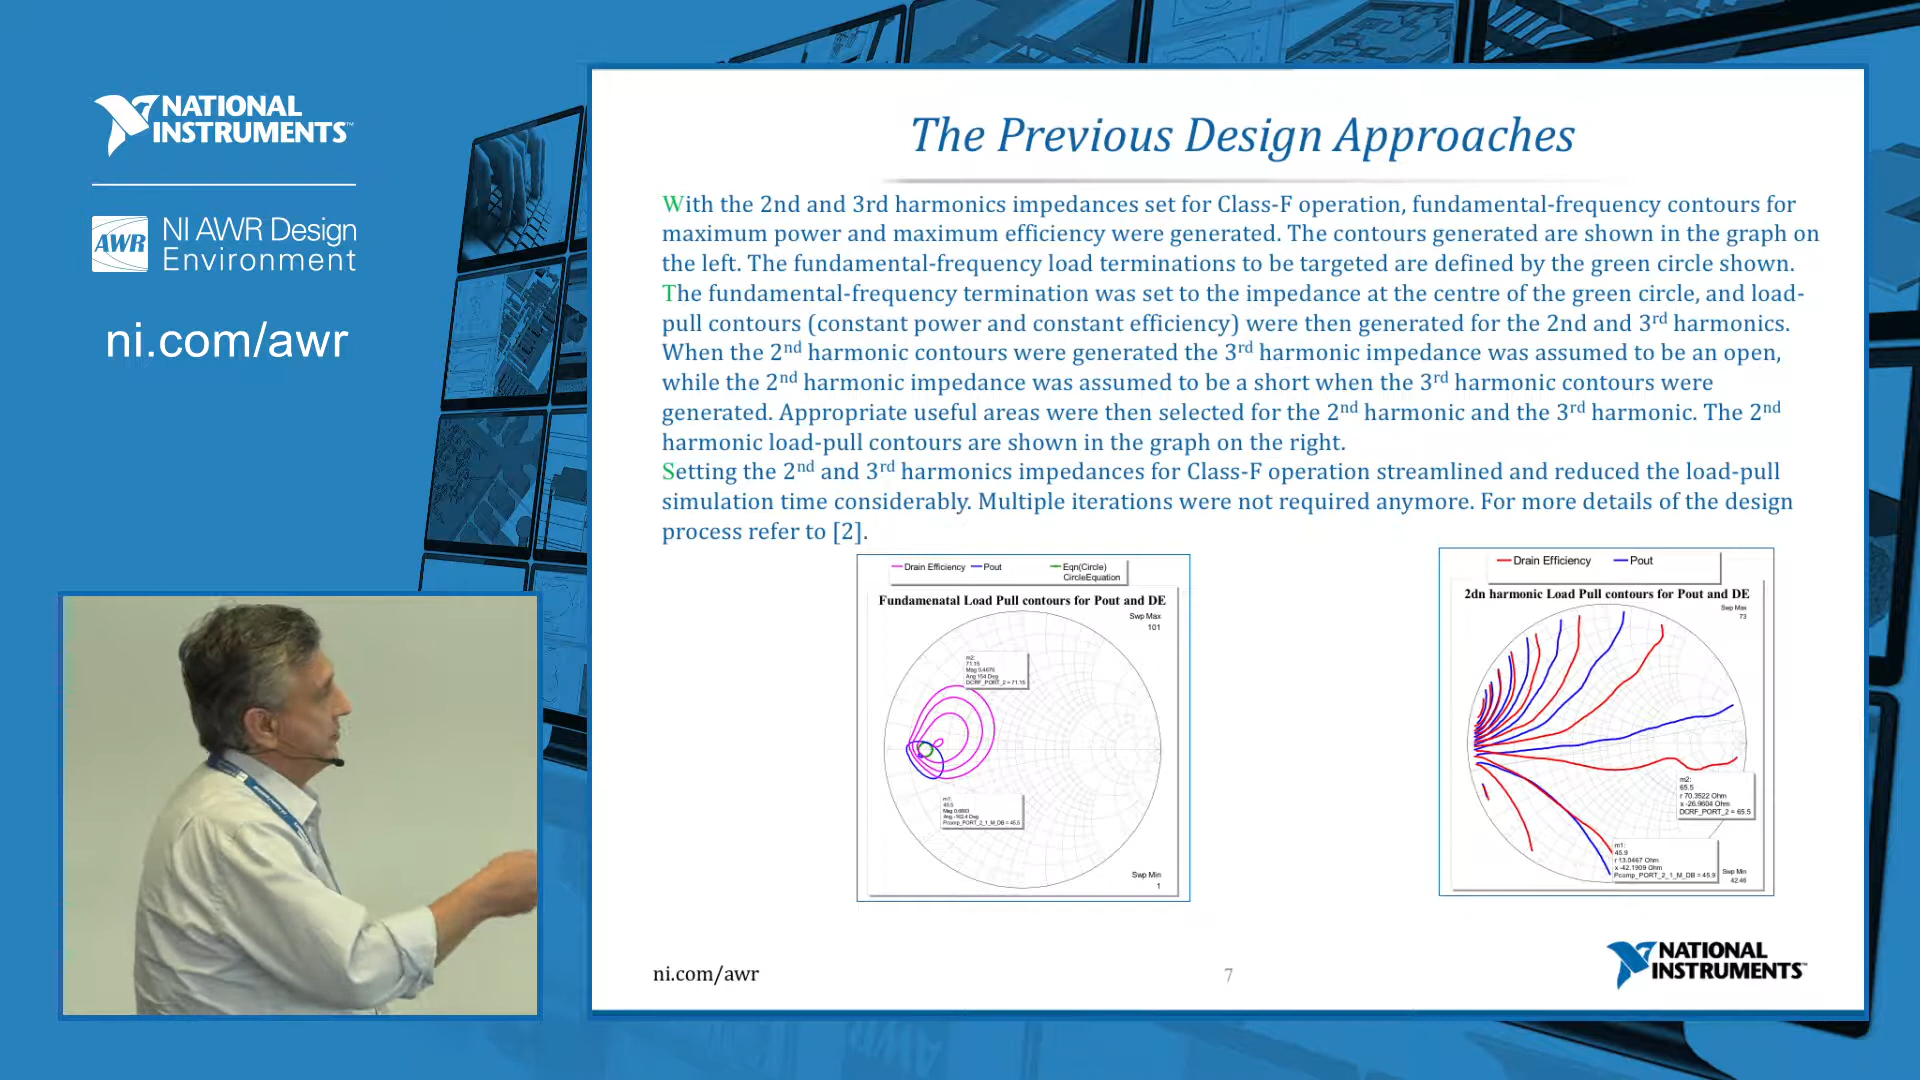 NATIONAL
INSTRUMENTS™
AWR
NI AWR Design
Environment
ni.com/awr
The Previous Design Approaches
With the 2nd and 3rd harmonics impedances set for Class-F operation, fundamental-frequency contours for
maximum power and maximum efficiency were generated. The contours generated are shown in the graph on
the left. The fundamental-frequency load terminations to be targeted are defined by the green circle shown.
The fundamental-frequency termination was set to the impedance at the centre of the green circle, and load-
pull contours (constant power and constant efficiency) were then generated for the 2nd and 3rd harmonics.
When the 2nd harmonic contours were generated the 3rd harmonic impedance was assumed to be an open,
while the 2nd harmonic impedance was assumed to be a short when the 3rd harmonic contours were
generated. Appropriate useful areas were then selected for the 2nd harmonic and the 3rd harmonic. The 2nd
harmonic load-pull contours are shown in the graph on the right.
Setting the 2nd and 3rd harmonics impedances for Class-F operation streamlined and reduced the load-pull
simulation time considerably. Multiple iterations were not required anymore. For more details of the design
process refer to [2].
Drain Efficiency Pout Eqn(Circle)
CircleEquation
Fundamenatal Load Pull contours for Pout and DE
Swp Max
101
m2:
71.15
Ang 154 Deg
DCRF_PORT_2 = 71.15
m1:
45.5
Pcomp_PORT_2_1_M_DB = 45.5
Swp Min
1
Drain Efficiency Pout
2dn harmonic Load Pull contours for Pout and DE
Swp Max
73
m2:
65.5
r 70.3522 Ohm
x -26.9604 Ohm
DCRF_PORT_2 = 65.5
m1:
45.9
r 13.0467 Ohm
x -42.1909 Ohm
Pcomp_PORT_2_1_M_DB = 45.9
Swp Min
42.46
ni.com/awr
7
NATIONAL
INSTRUMENTS™